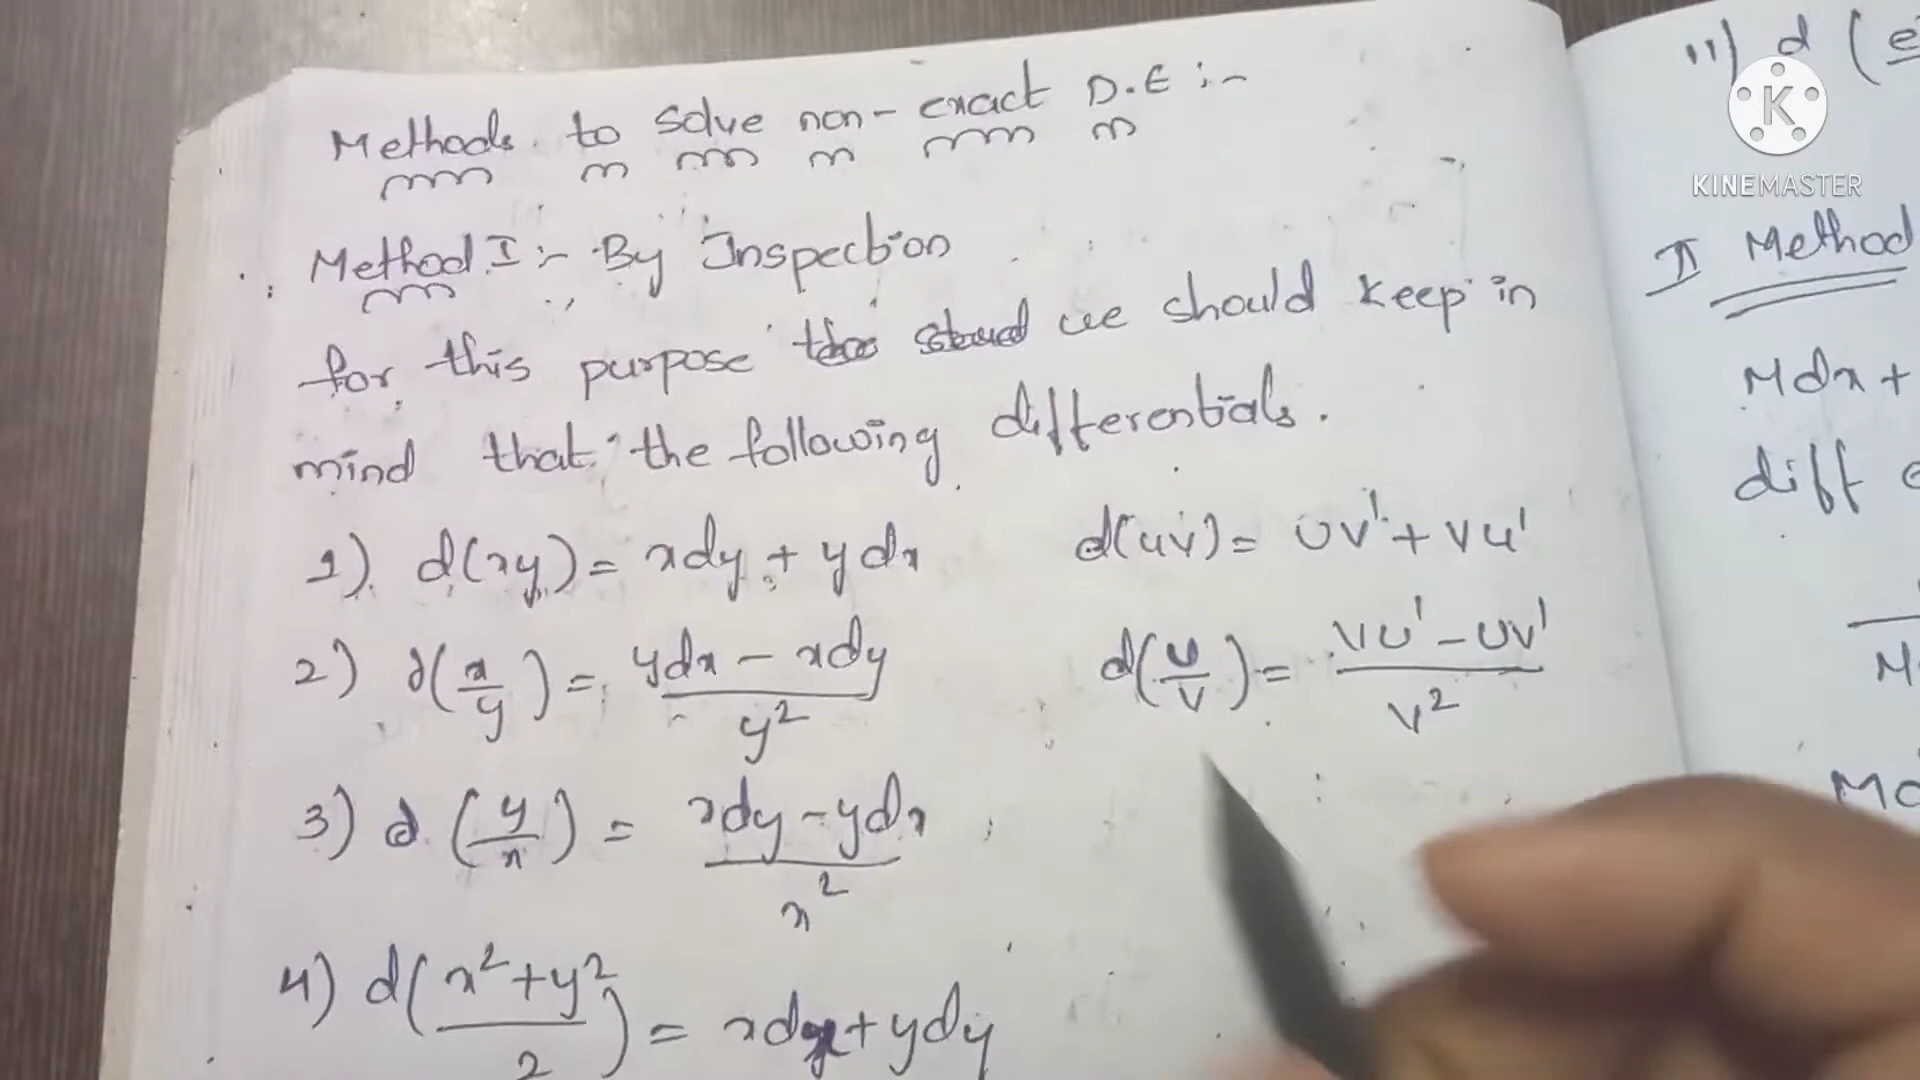 Methods to solve non-exact D.E :-
Method I :- By Inspection
for this purpose we should keep in
mind that the following differentials.
1) d(xy) = xdy + ydx d(uv) = UV' + VU'
2) d(x/y) = ydx - xdy / y² d(U/V) = VU' - UV' / V²
3) d(y/x) = xdy - ydx / x²
4) d(x²+y²/2) = xdx + ydy
11) d(e
II Method
Mdx +
diff
M
KINEMASTER